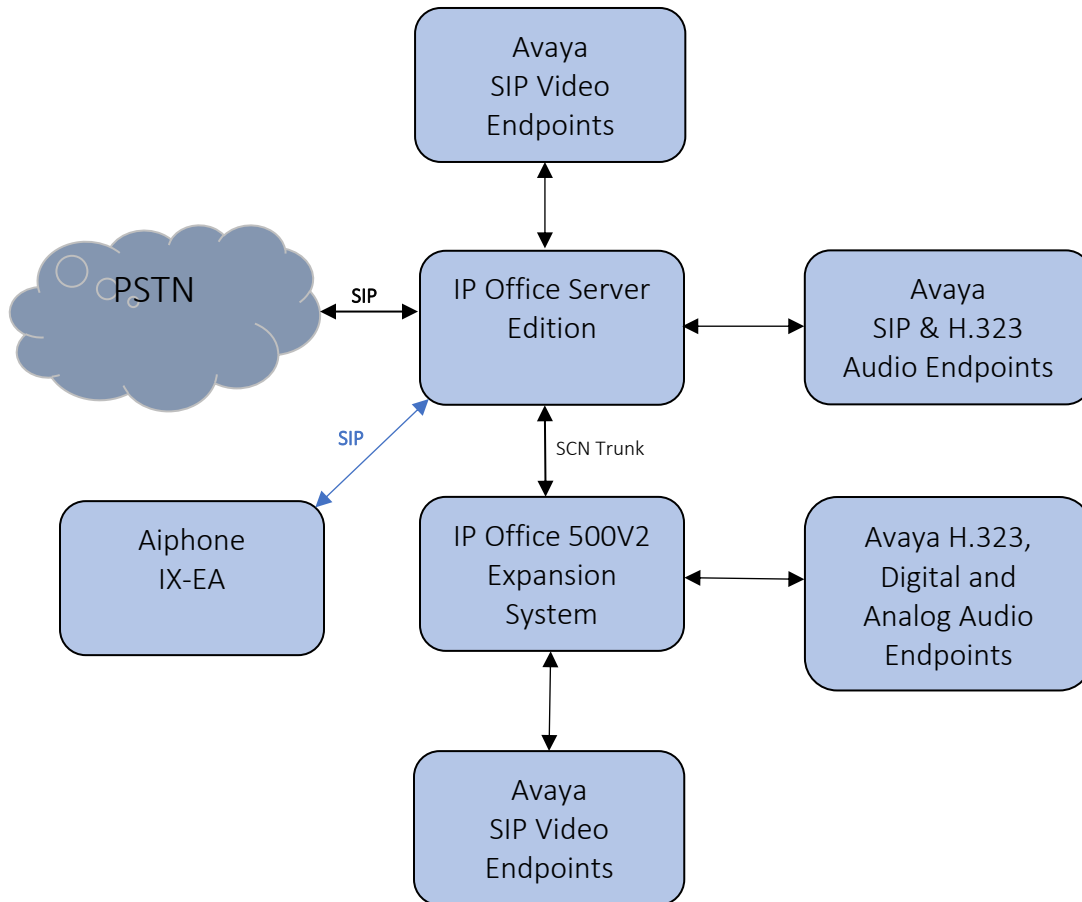 Avaya
SIP Video
Endpoints
PSTN
SIP
IP Office Server
Edition
Avaya
SIP & H.323
Audio Endpoints
SIP
SCN Trunk
Aiphone
IX-EA
IP Office 500V2
Expansion
System
Avaya H.323,
Digital and
Analog Audio
Endpoints
Avaya
SIP Video
Endpoints